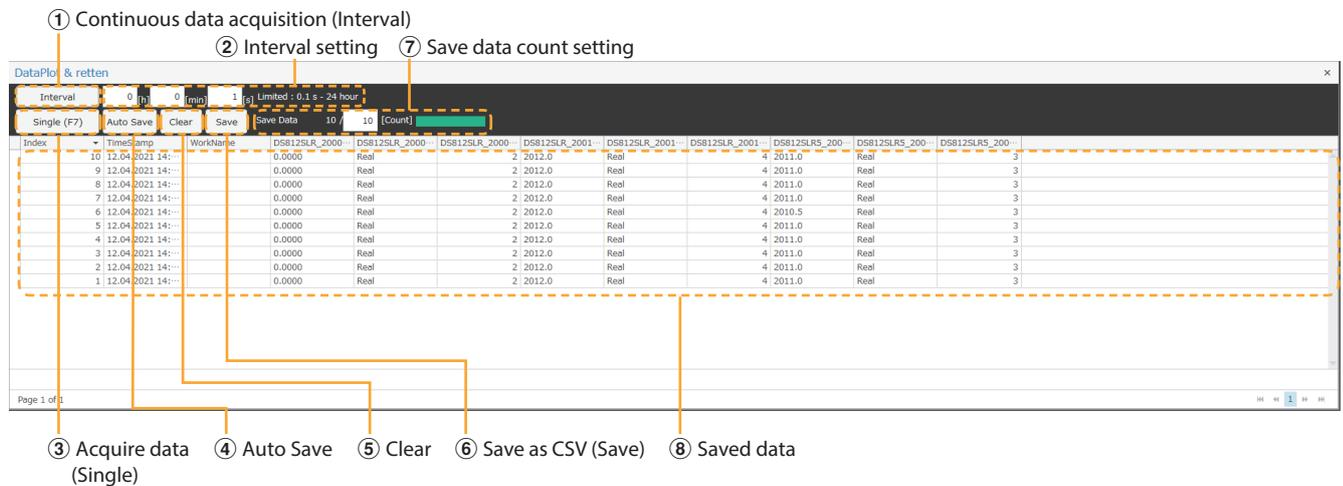 ① Continuous data acquisition (Interval)
② Interval setting ⑦ Save data count setting
DataPlot & retten ×
Interval 0 [h] 0 [min] 1 [s] Limited : 0.1 s - 24 hour
Single (F7) Auto Save Clear Save Save Data 10 / 10 [Count]
Index TimeStamp WorkName DS812SLR_2000… DS812SLR_2000… DS812SLR_2000… DS812SLR_2001… DS812SLR_2001… DS812SLR_2001… DS812SLR5_200… DS812SLR5_200… DS812SLR5_200…
10 12.04.2021 14:… 0.0000 Real 2 2012.0 Real 4 2011.0 Real 3
9 12.04.2021 14:… 0.0000 Real 2 2012.0 Real 4 2011.0 Real 3
8 12.04.2021 14:… 0.0000 Real 2 2012.0 Real 4 2011.0 Real 3
7 12.04.2021 14:… 0.0000 Real 2 2012.0 Real 4 2011.0 Real 3
6 12.04.2021 14:… 0.0000 Real 2 2012.0 Real 4 2010.5 Real 3
5 12.04.2021 14:… 0.0000 Real 2 2012.0 Real 4 2011.0 Real 3
4 12.04.2021 14:… 0.0000 Real 2 2012.0 Real 4 2011.0 Real 3
3 12.04.2021 14:… 0.0000 Real 2 2012.0 Real 4 2011.0 Real 3
2 12.04.2021 14:… 0.0000 Real 2 2012.0 Real 4 2011.0 Real 3
1 12.04.2021 14:… 0.0000 Real 2 2012.0 Real 4 2011.0 Real 3
Page 1 of 1 1
③ Acquire data ④ Auto Save ⑤ Clear ⑥ Save as CSV (Save) ⑧ Saved data
(Single)